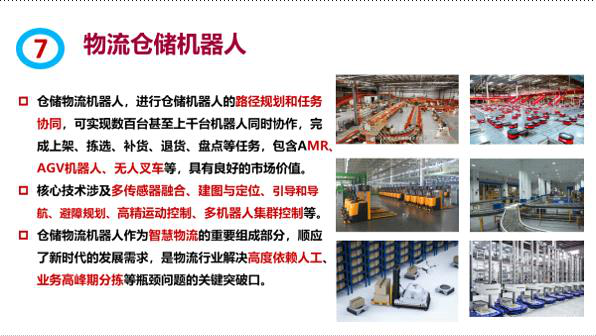 7
物流仓储机器人
仓储物流机器人，进行仓储机器人的路径规划和任务
协同，可实现数百台甚至上千台机器人同时协作，完
成上架、拣选、补货、退货、盘点等任务，包含AMR、
AGV机器人、无人叉车等，具有良好的市场价值。
核心技术涉及多传感器融合、建图与定位、引导和导
航、避障规划、高精运动控制、多机器人集群控制等。
仓储物流机器人作为智慧物流的重要组成部分，顺应
了新时代的发展需求，是物流行业解决高度依赖人工、
业务高峰期分拣等瓶颈问题的关键突破口。